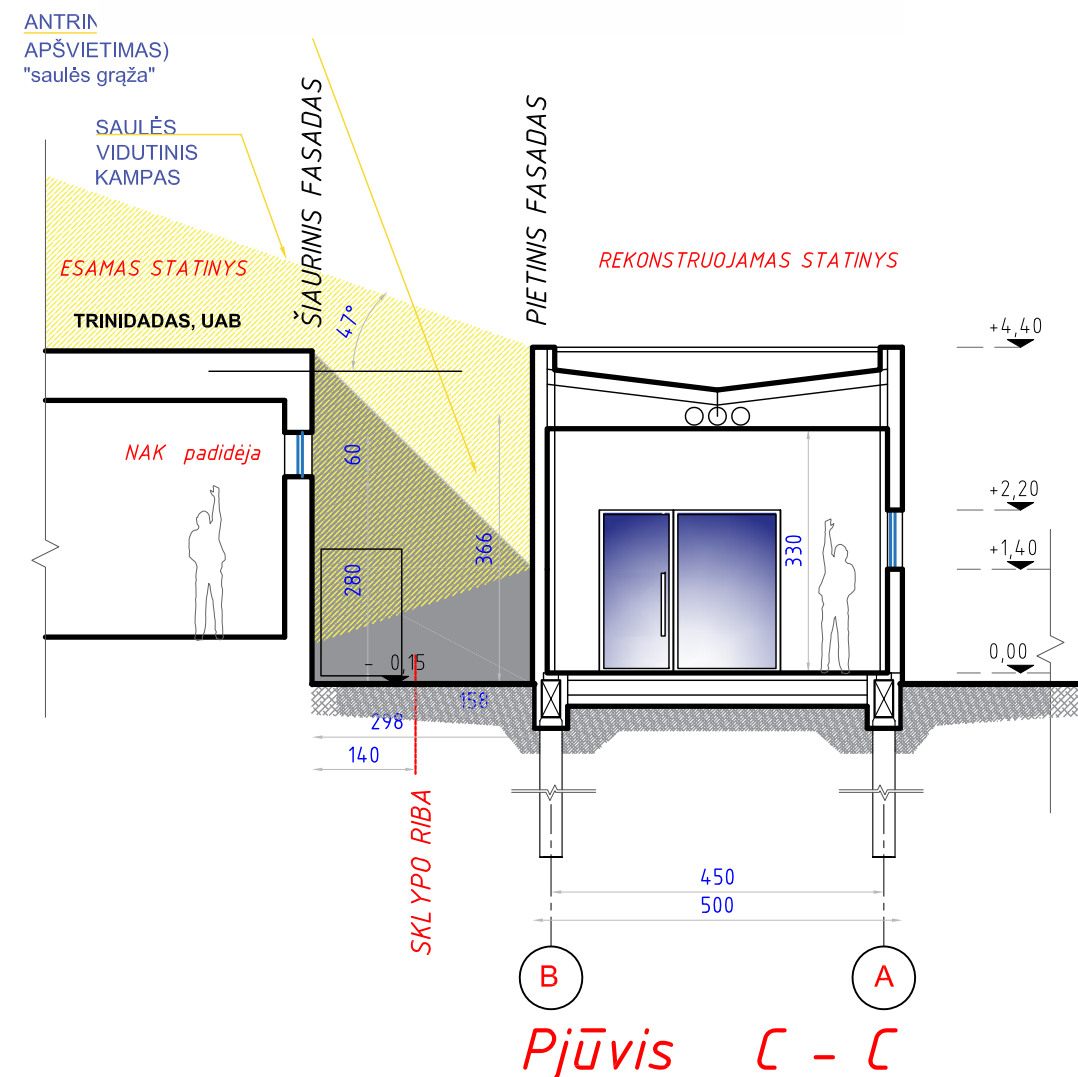 ANTRIN
APŠVIETIMAS)
"saulės grąža"
SAULĖS
VIDUTINIS
KAMPAS
ŠIAURINIS FASADAS
PIETINIS FASADAS
ESAMAS STATINYS
REKONSTRUOJAMAS STATINYS
TRINIDADAS, UAB
47°
+4,40
NAK padidėja
60
+2,20
366
330
+1,40
280
0,00
- 0,15
158
298
140
SKLYPO RIBA
450
500
B
A
Pjūvis C - C